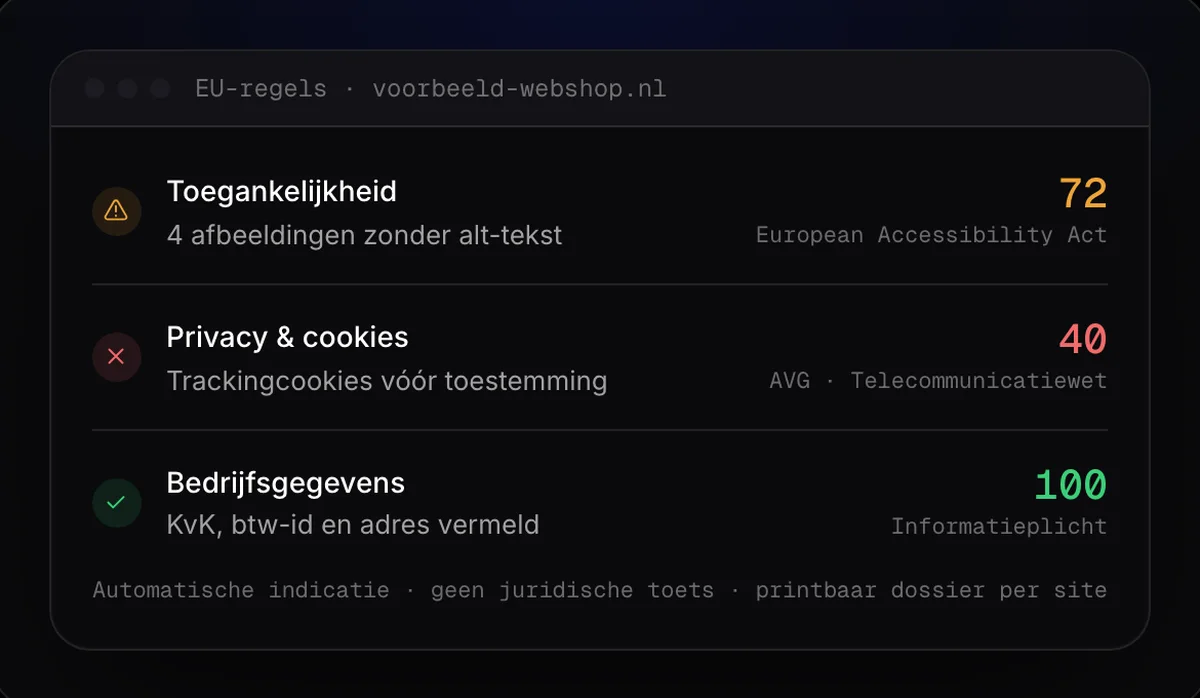 EU-regels · voorbeeld-webshop.nl
Toegankelijkheid
72
4 afbeeldingen zonder alt-tekst
European Accessibility Act
Privacy & cookies
40
Trackingcookies vóór toestemming
AVG · Telecommunicatiewet
Bedrijfsgegevens
100
KvK, btw-id en adres vermeld
Informatieplicht
Automatische indicatie · geen juridische toets · printbaar dossier per site